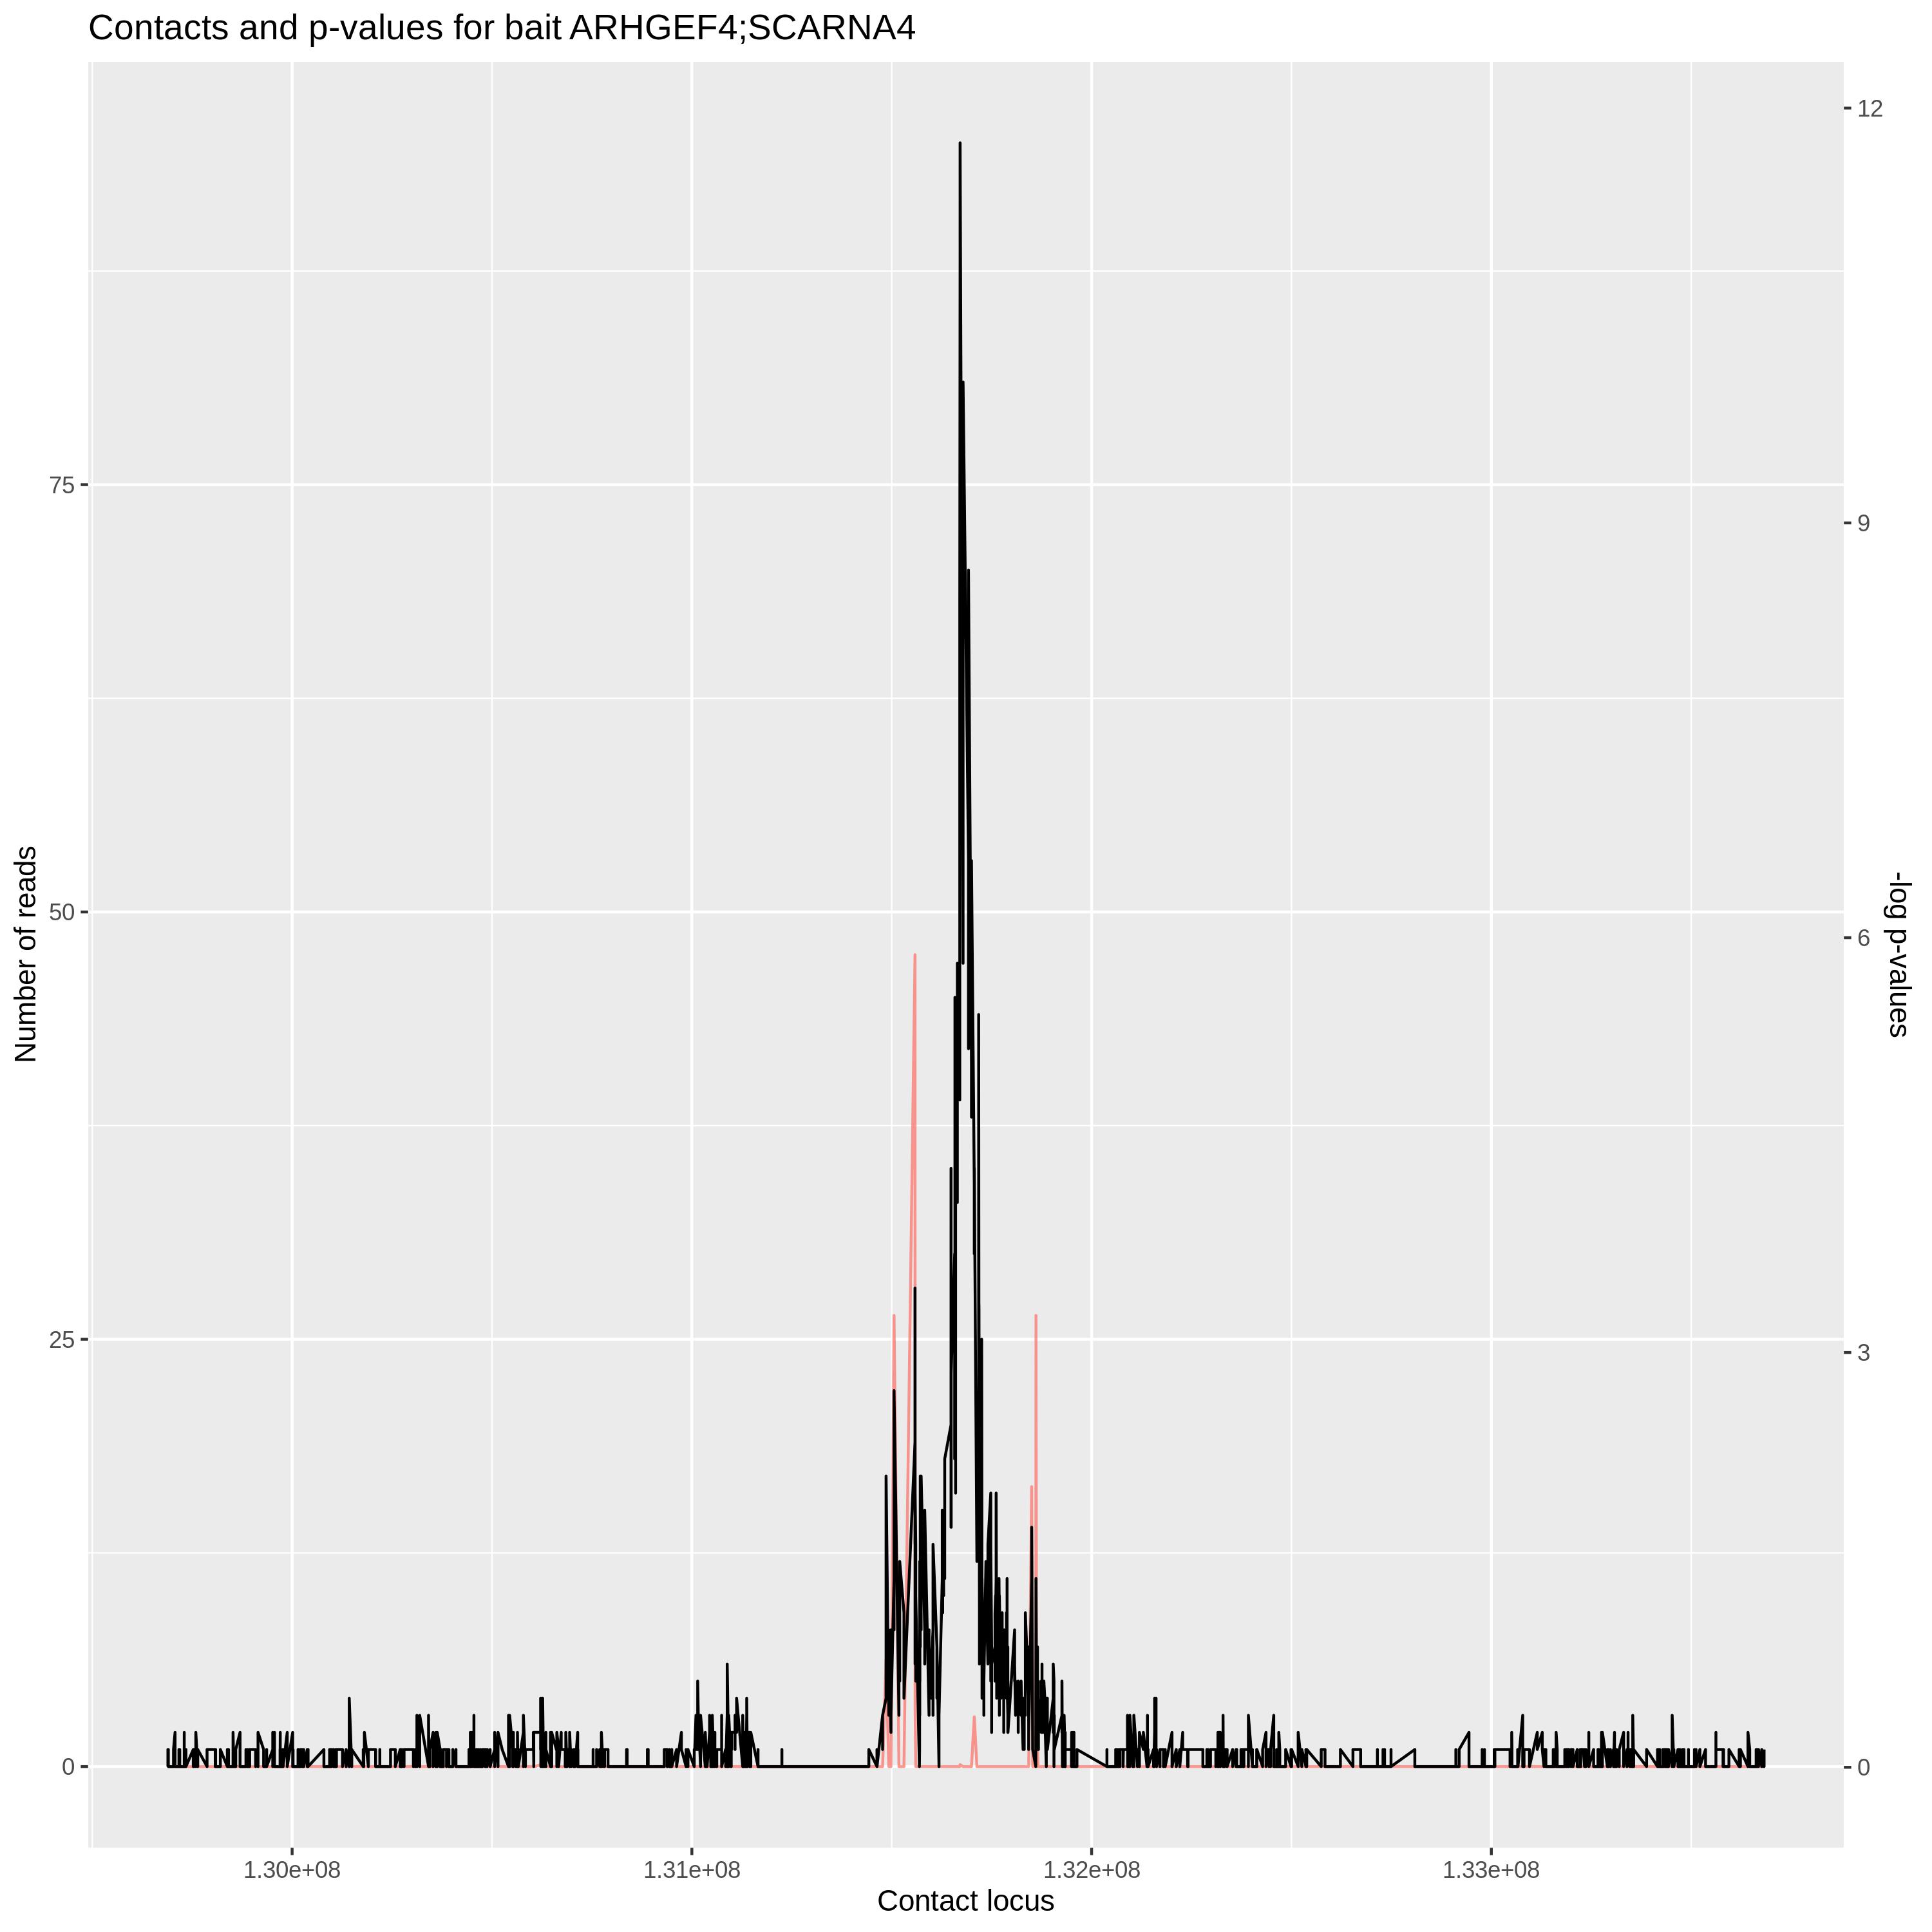 Contacts and p-values for bait ARHGEF4;SCARNA4
12
75
9
Number of reads
50
6
-log p-values
25
3
0
0
1.30e+08
1.31e+08
1.32e+08
1.33e+08
Contact locus